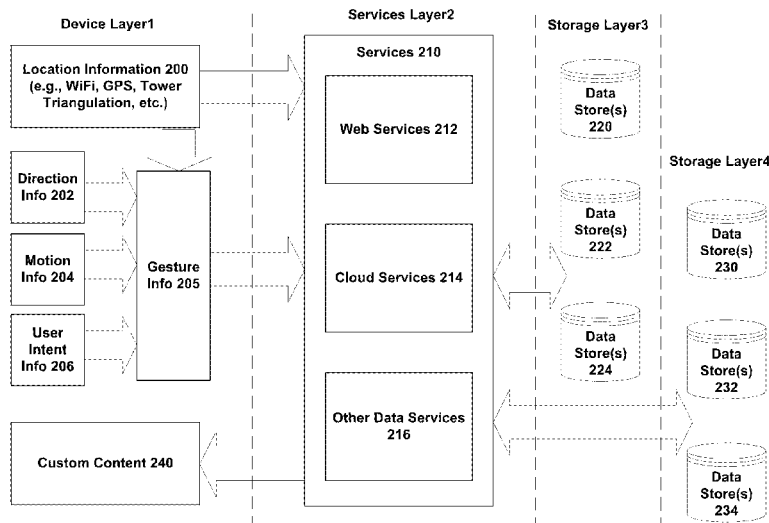 Device Layer1
Services Layer2
Storage Layer3
Location Information 200
(e.g., WiFi, GPS, Tower
Triangulation, etc.)
Services 210
Web Services 212
Data
Store(s)
220
Storage Layer4
Direction
Info 202
Motion
Info 204
User
Intent
Info 206
Gesture
Info 205
Cloud Services 214
Data
Store(s)
222
Data
Store(s)
224
Data
Store(s)
230
Data
Store(s)
232
Other Data Services
216
Custom Content 240
Data
Store(s)
234